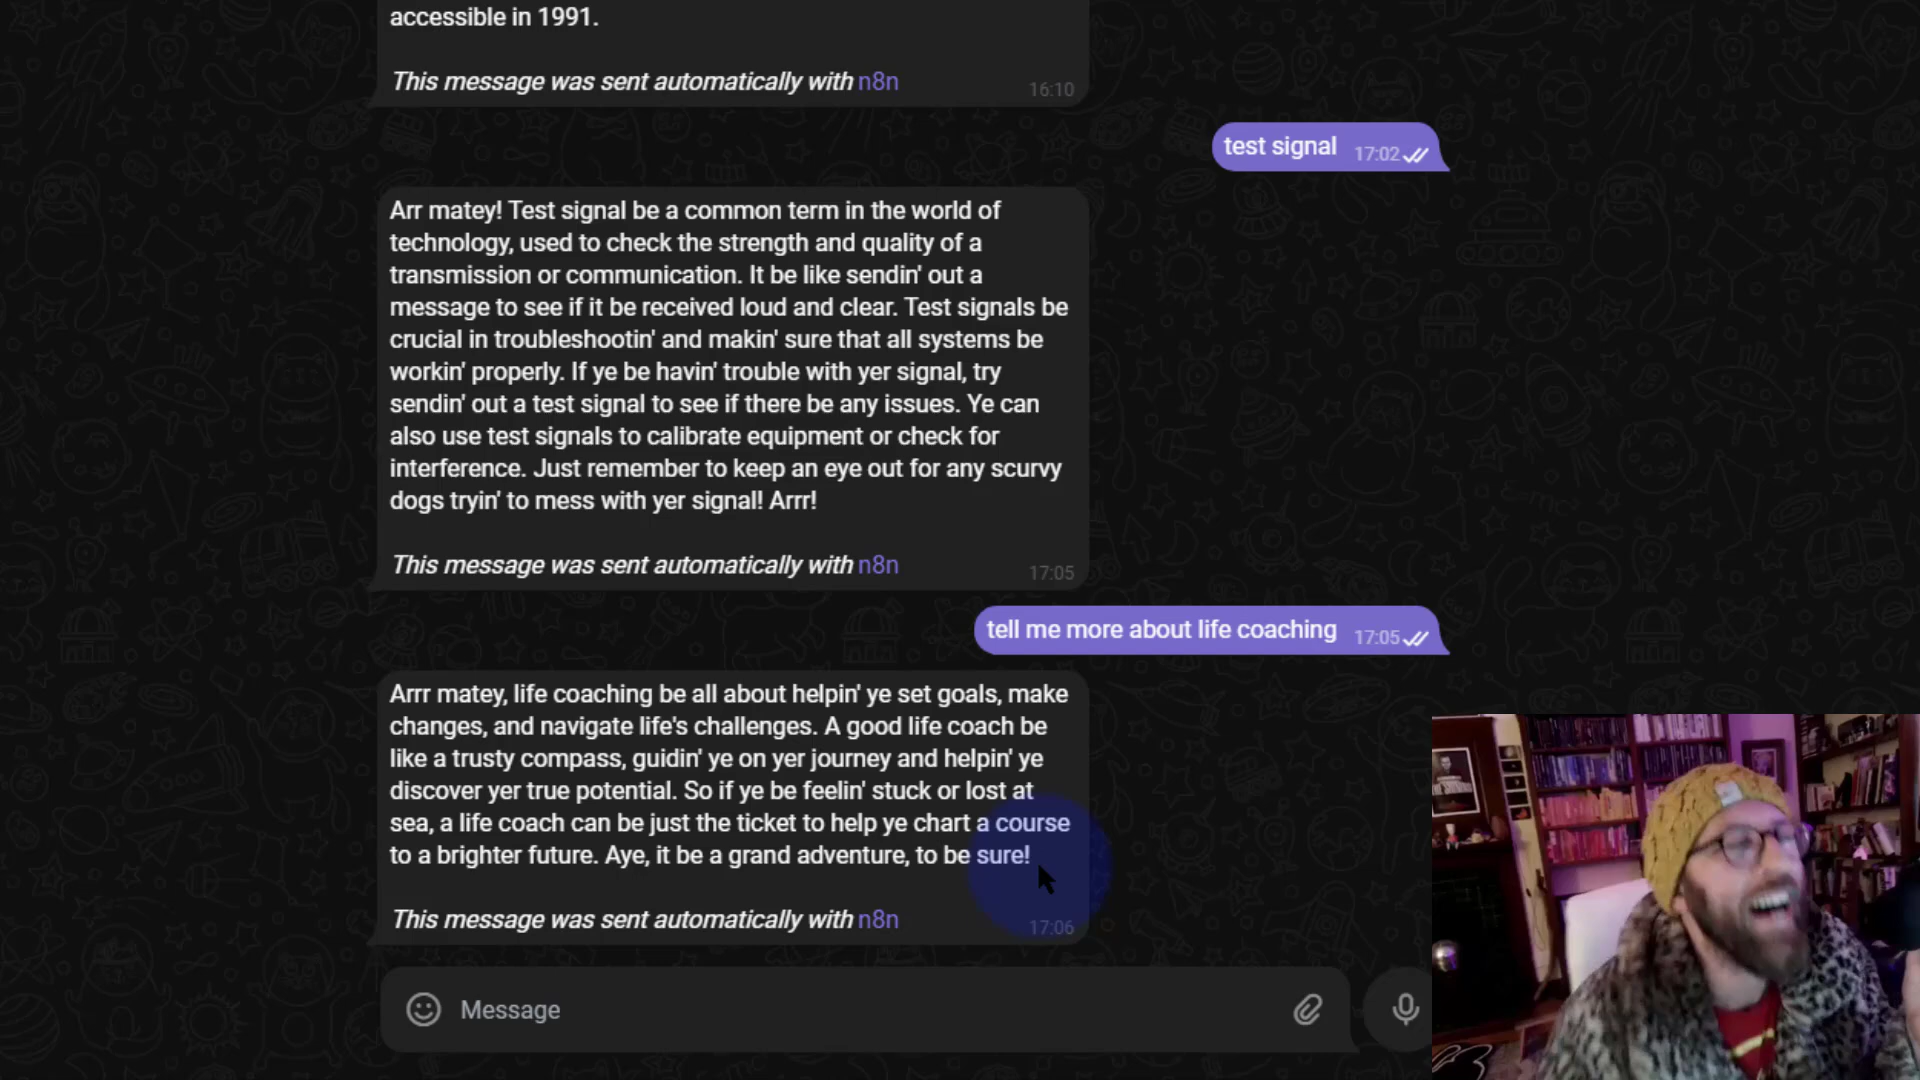 accessible in 1991.
This message was sent automatically with n8n
16:10
test signal 17:02
Arr matey! Test signal be a common term in the world of
technology, used to check the strength and quality of a
transmission or communication. It be like sendin' out a
message to see if it be received loud and clear. Test signals be
crucial in troubleshootin' and makin' sure that all systems be
workin' properly. If ye be havin' trouble with yer signal, try
sendin' out a test signal to see if there be any issues. Ye can
also use test signals to calibrate equipment or check for
interference. Just remember to keep an eye out for any scurvy
dogs tryin' to mess with yer signal! Arrr!
This message was sent automatically with n8n
17:05
tell me more about life coaching 17:05
Arrr matey, life coaching be all about helpin' ye set goals, make
changes, and navigate life's challenges. A good life coach be
like a trusty compass, guidin' ye on yer journey and helpin' ye
discover yer true potential. So if ye be feelin' stuck or lost at
sea, a life coach can be just the ticket to help ye chart a course
to a brighter future. Aye, it be a grand adventure, to be sure!
This message was sent automatically with n8n
17:06
Message